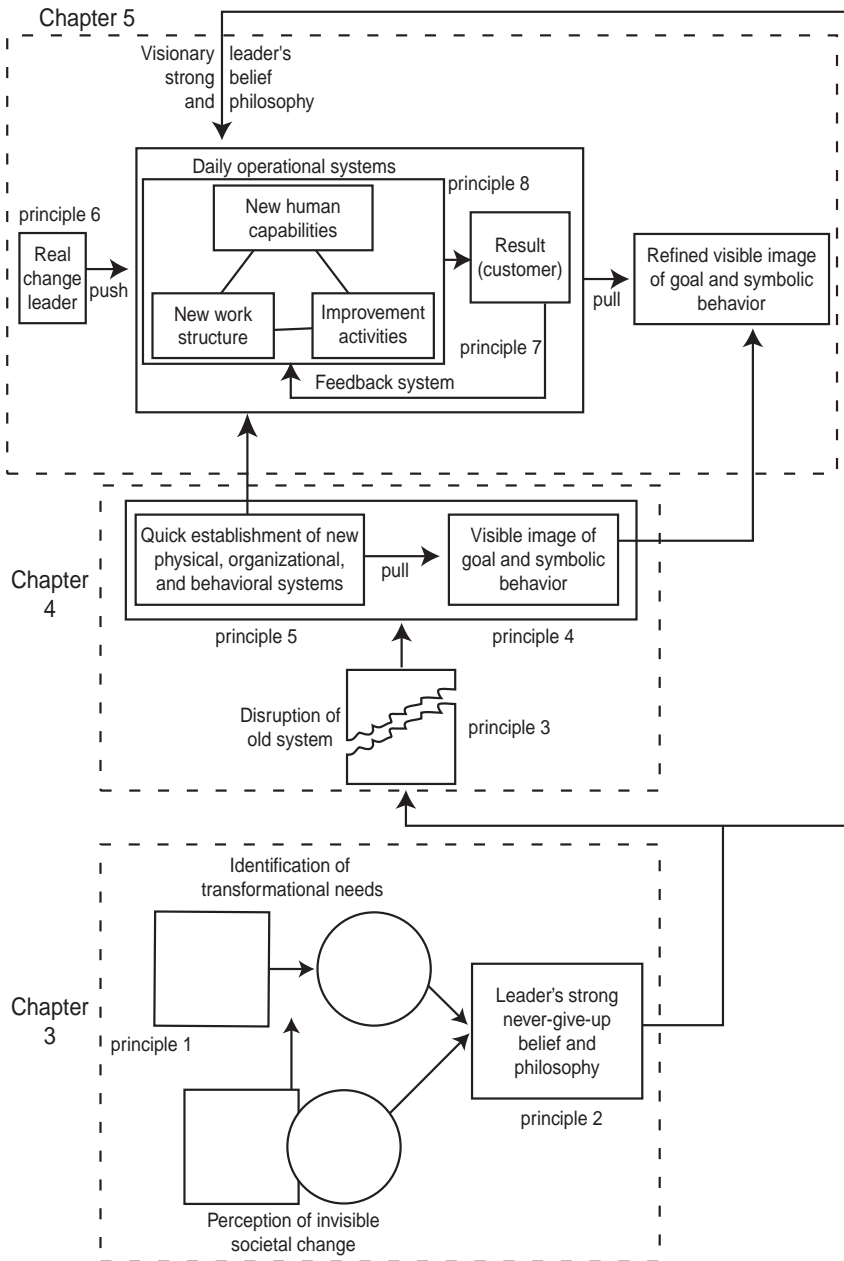 Chapter 5
Visionary leader's
strong belief
and philosophy
Daily operational systems
principle 8
principle 6
New human
capabilities
Real
change
leader
push
Result
(customer)
Refined visible image
of goal and symbolic
behavior
pull
New work
structure
Improvement
activities
principle 7
Feedback system
Chapter
4
Quick establishment of new
physical, organizational,
and behavioral systems
pull
Visible image of
goal and symbolic
behavior
principle 5
principle 4
Disruption of
old system
principle 3
Chapter
3
Identification of
transformational needs
principle 1
Leader's strong
never-give-up
belief and
philosophy
principle 2
Perception of invisible
societal change